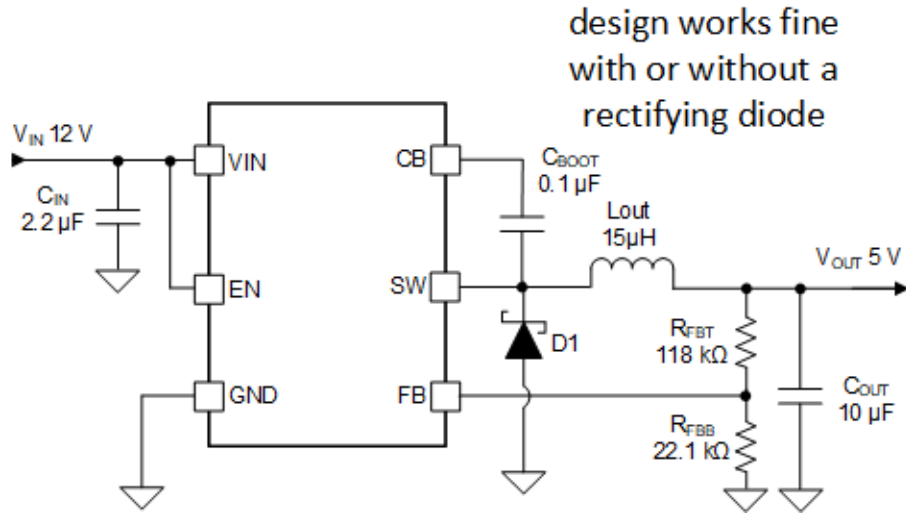 design works fine
with or without a
rectifying diode
VIN 12 V
CIN
2.2 µF
VIN
EN
GND
CB
SW
FB
CBOOT
0.1 µF
Lout
15µH
D1
VOUT 5 V
RFBT
118 kΩ
RFBB
22.1 kΩ
COUT
10 µF